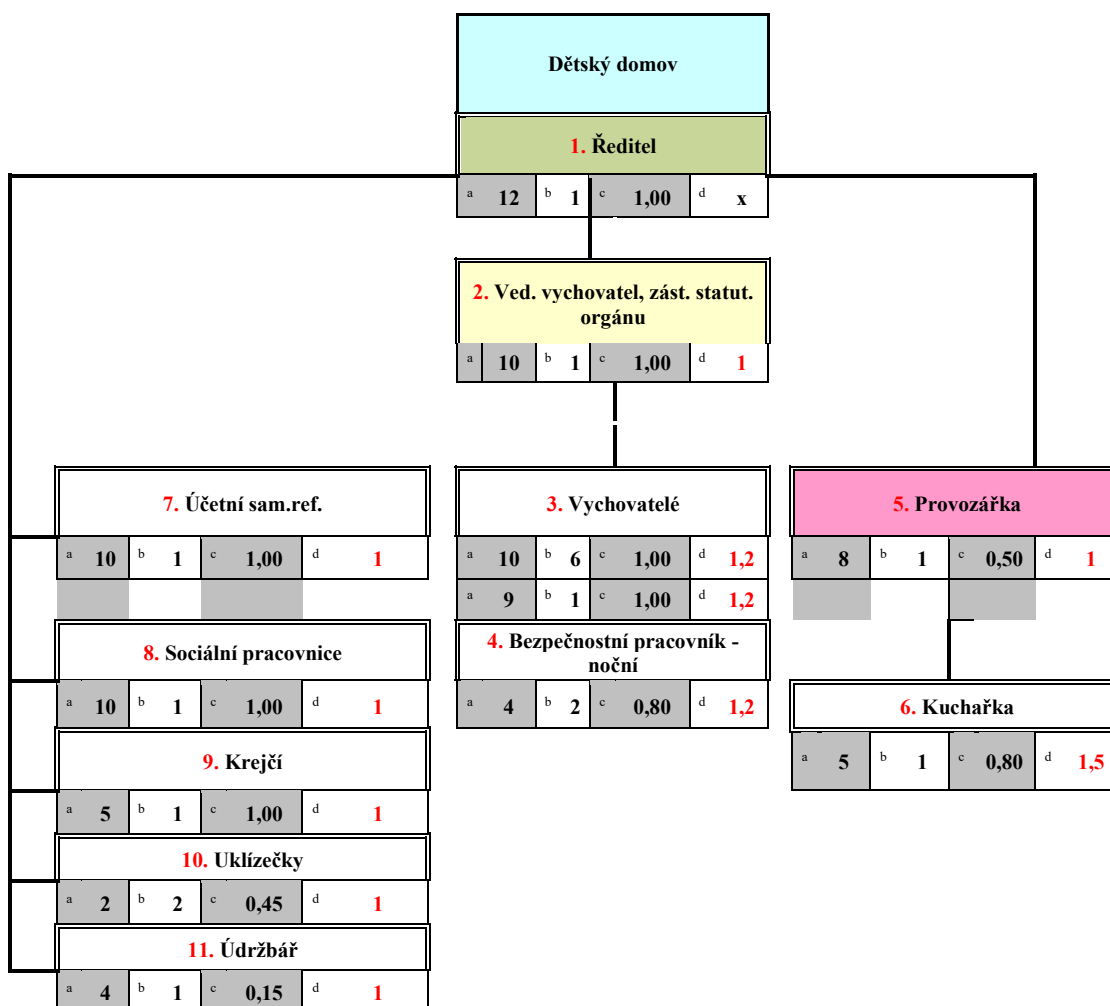 Dětský domov
1. Ředitel
a 12 b 1 c 1,00 d x
2. Ved. vychovatel, zást. statut.
orgánu
a 10 b 1 c 1,00 d 1
7. Účetní sam.ref.
a 10 b 1 c 1,00 d 1
8. Sociální pracovnice
a 10 b 1 c 1,00 d 1
9. Krejčí
a 5 b 1 c 1,00 d 1
10. Uklízečky
a 2 b 2 c 0,45 d 1
11. Údržbář
a 4 b 1 c 0,15 d 1
3. Vychovatelé
a 10 b 6 c 1,00 d 1,2
a 9 b 1 c 1,00 d 1,2
4. Bezpečnostní pracovník -
noční
a 4 b 2 c 0,80 d 1,2
5. Provozářka
a 8 b 1 c 0,50 d 1
6. Kuchařka
a 5 b 1 c 0,80 d 1,5